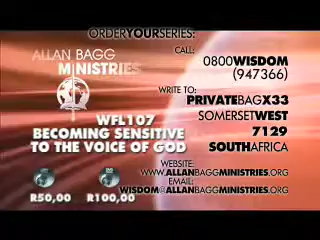 ORDERYOURSERIES:
CALL:
0800WISDOM
(947366)
WRITE TO:
PRIVATEBAGX33
SOMERSETWEST
7129
SOUTHAFRICA
WEBSITE:
WWW.ALLANBAGGMINISTRIES.ORG
EMAIL:
WISDOM@ALLANBAGGMINISTRIES.ORG
ALLAN BAGG
MINISTRIES
WFL107
BECOMING SENSITIVE
TO THE VOICE OF GOD
R50,00 R100,00